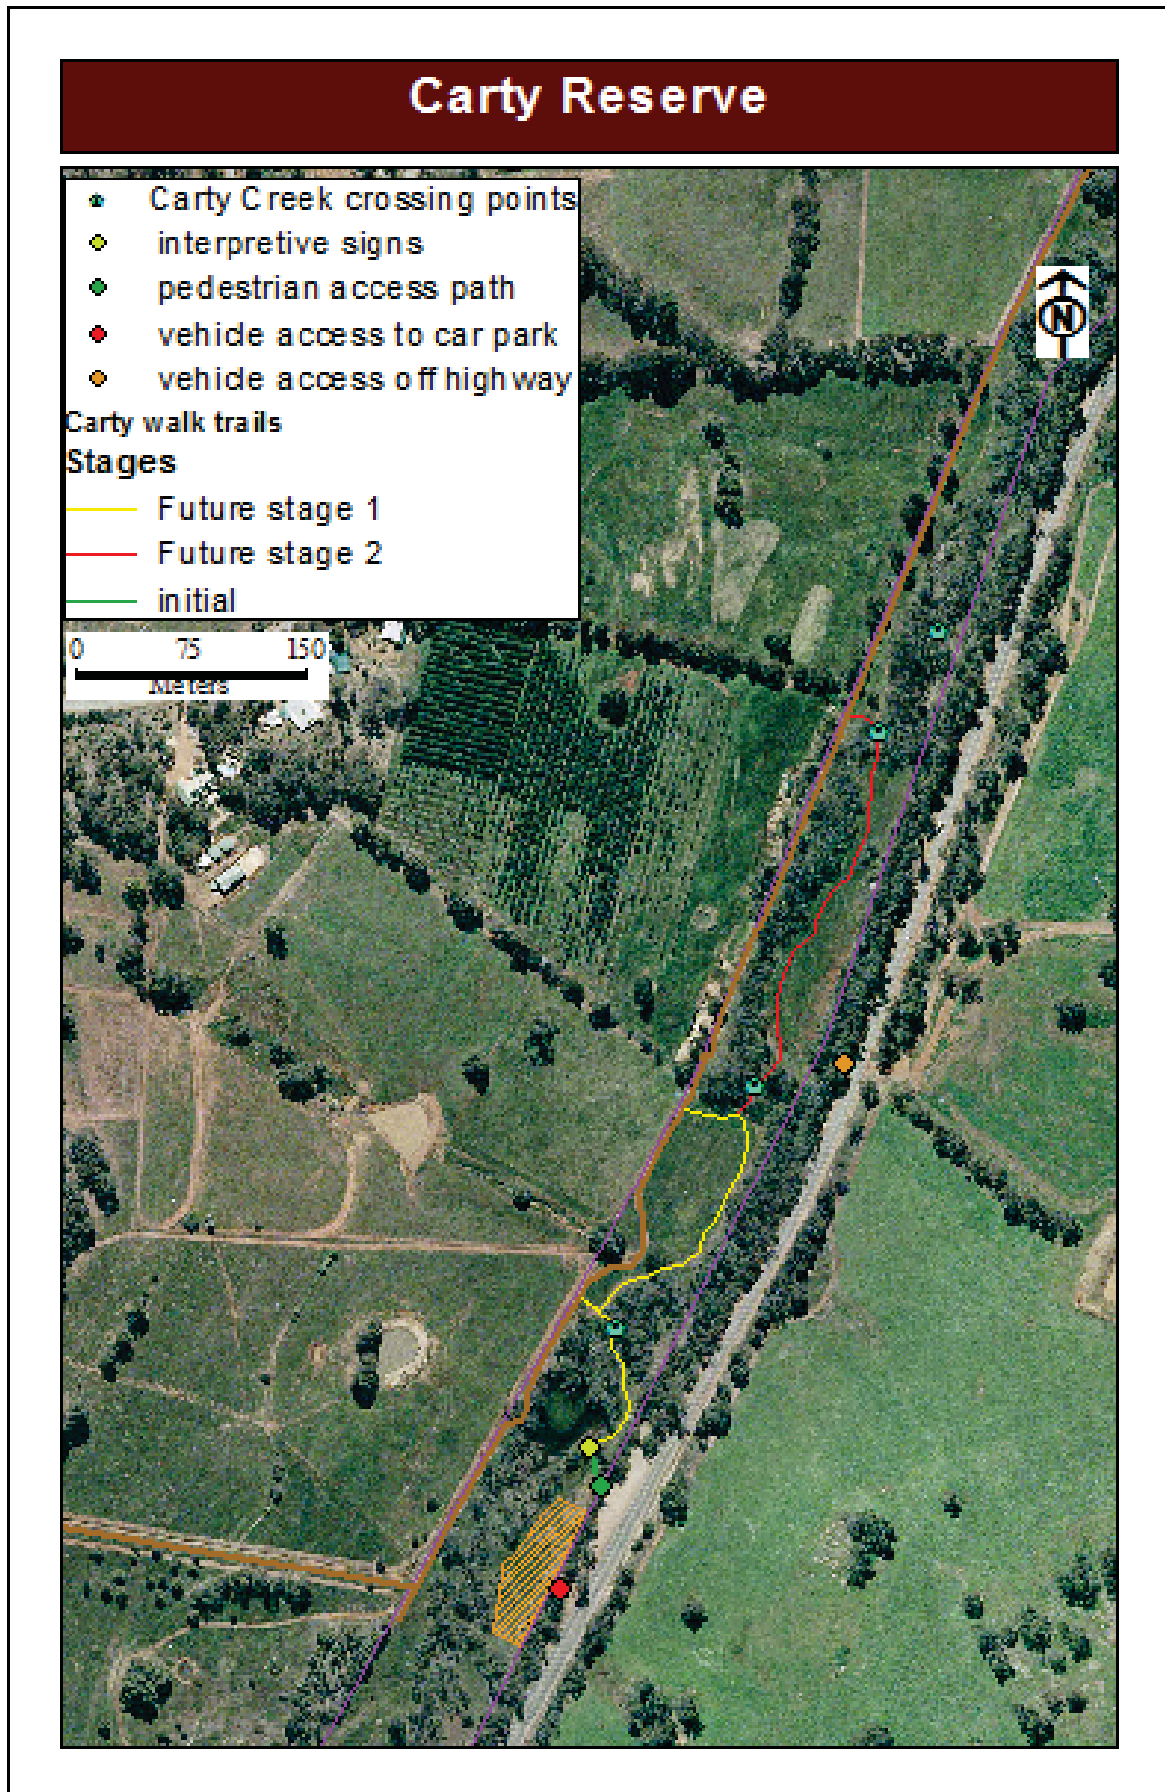 Carty Reserve
Carty Creek crossing points
interpretive signs
pedestrian access path
vehicle access to car park
vehicle access off highway
Carty walk trails
Stages
Future stage 1
Future stage 2
initial
0 75 150
Meters
N